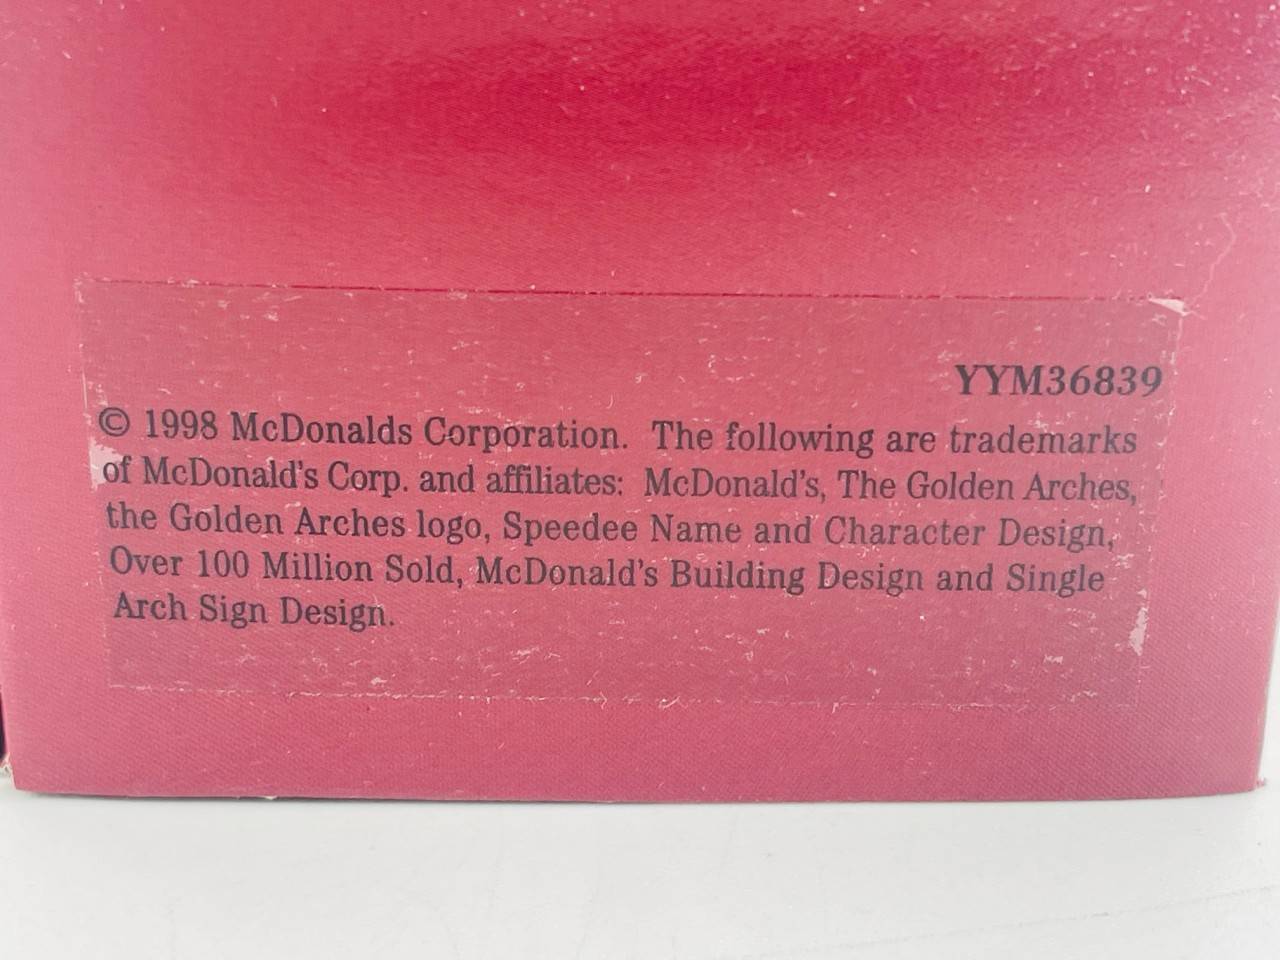 YYM36839
© 1998 McDonalds Corporation. The following are trademarks
of McDonald's Corp. and affiliates: McDonald's, The Golden Arches,
the Golden Arches logo, Speedee Name and Character Design,
Over 100 Million Sold, McDonald's Building Design and Single
Arch Sign Design.